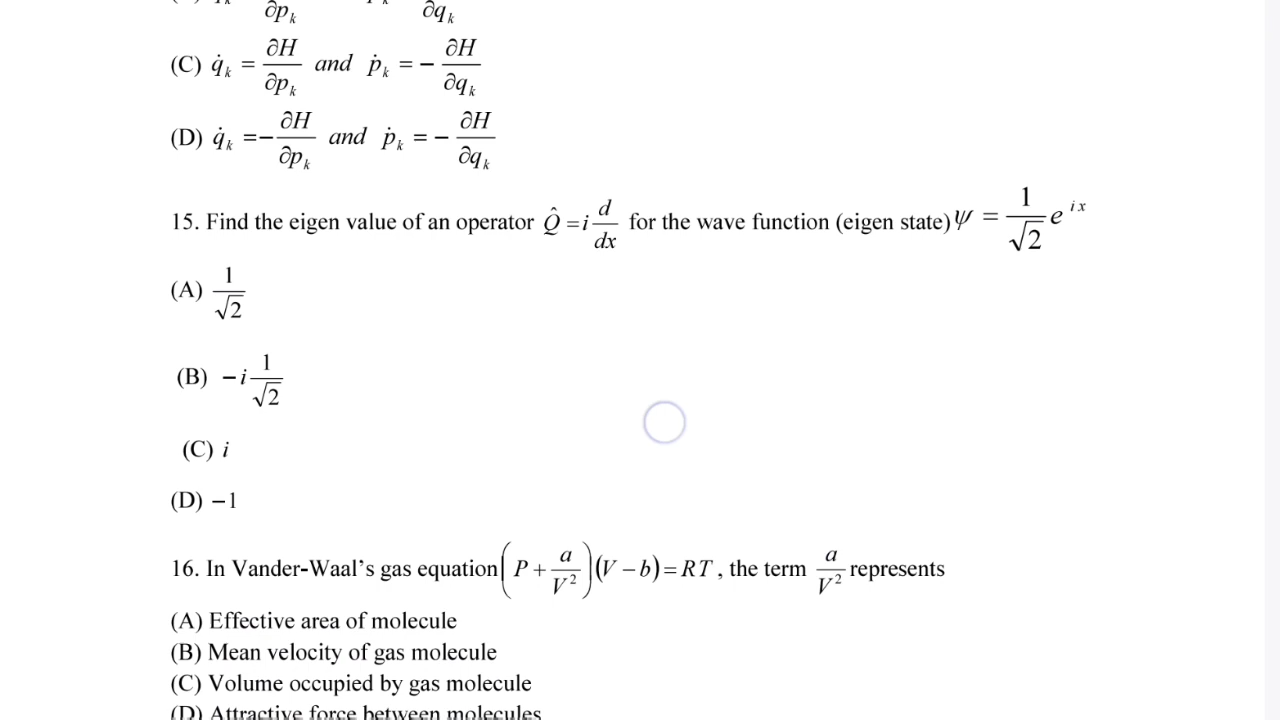 ∂pₖ ∂qₖ
(C) q̇ₖ = ∂H/∂pₖ and ṗₖ = − ∂H/∂qₖ
(D) q̇ₖ = − ∂H/∂pₖ and ṗₖ = − ∂H/∂qₖ
15. Find the eigen value of an operator Q̂ = i d/dx for the wave function (eigen state) ψ = 1/√2 e^{ix}
(A) 1/√2
(B) −i 1/√2
(C) i
(D) −1
16. In Vander-Waal’s gas equation (P + a/V²)(V − b) = RT, the term a/V² represents
(A) Effective area of molecule
(B) Mean velocity of gas molecule
(C) Volume occupied by gas molecule
(D) Attractive force between molecules